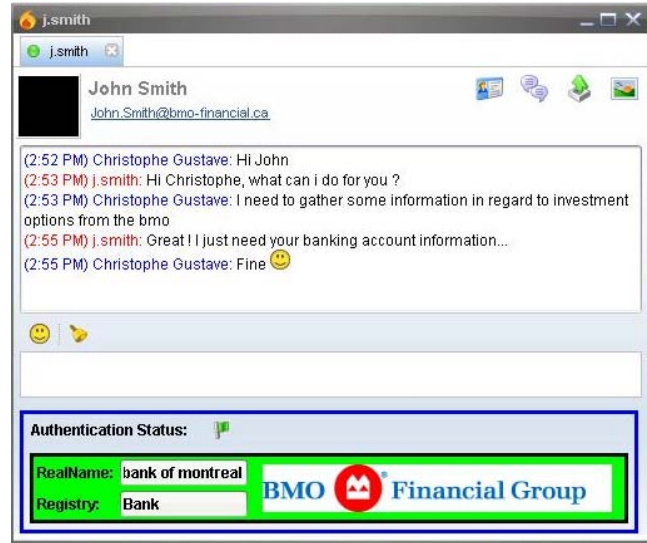 j.smith
j.smith
John Smith
John.Smith@bmo-financial.ca
(2:52 PM) Christophe Gustave: Hi John
(2:53 PM) j.smith: Hi Christophe, what can i do for you ?
(2:53 PM) Christophe Gustave: I need to gather some information in regard to investment
options from the bmo
(2:55 PM) j.smith: Great ! I just need your banking account information...
(2:55 PM) Christophe Gustave: Fine
Authentication Status:
RealName: bank of montreal
Registry: Bank
BMO Financial Group